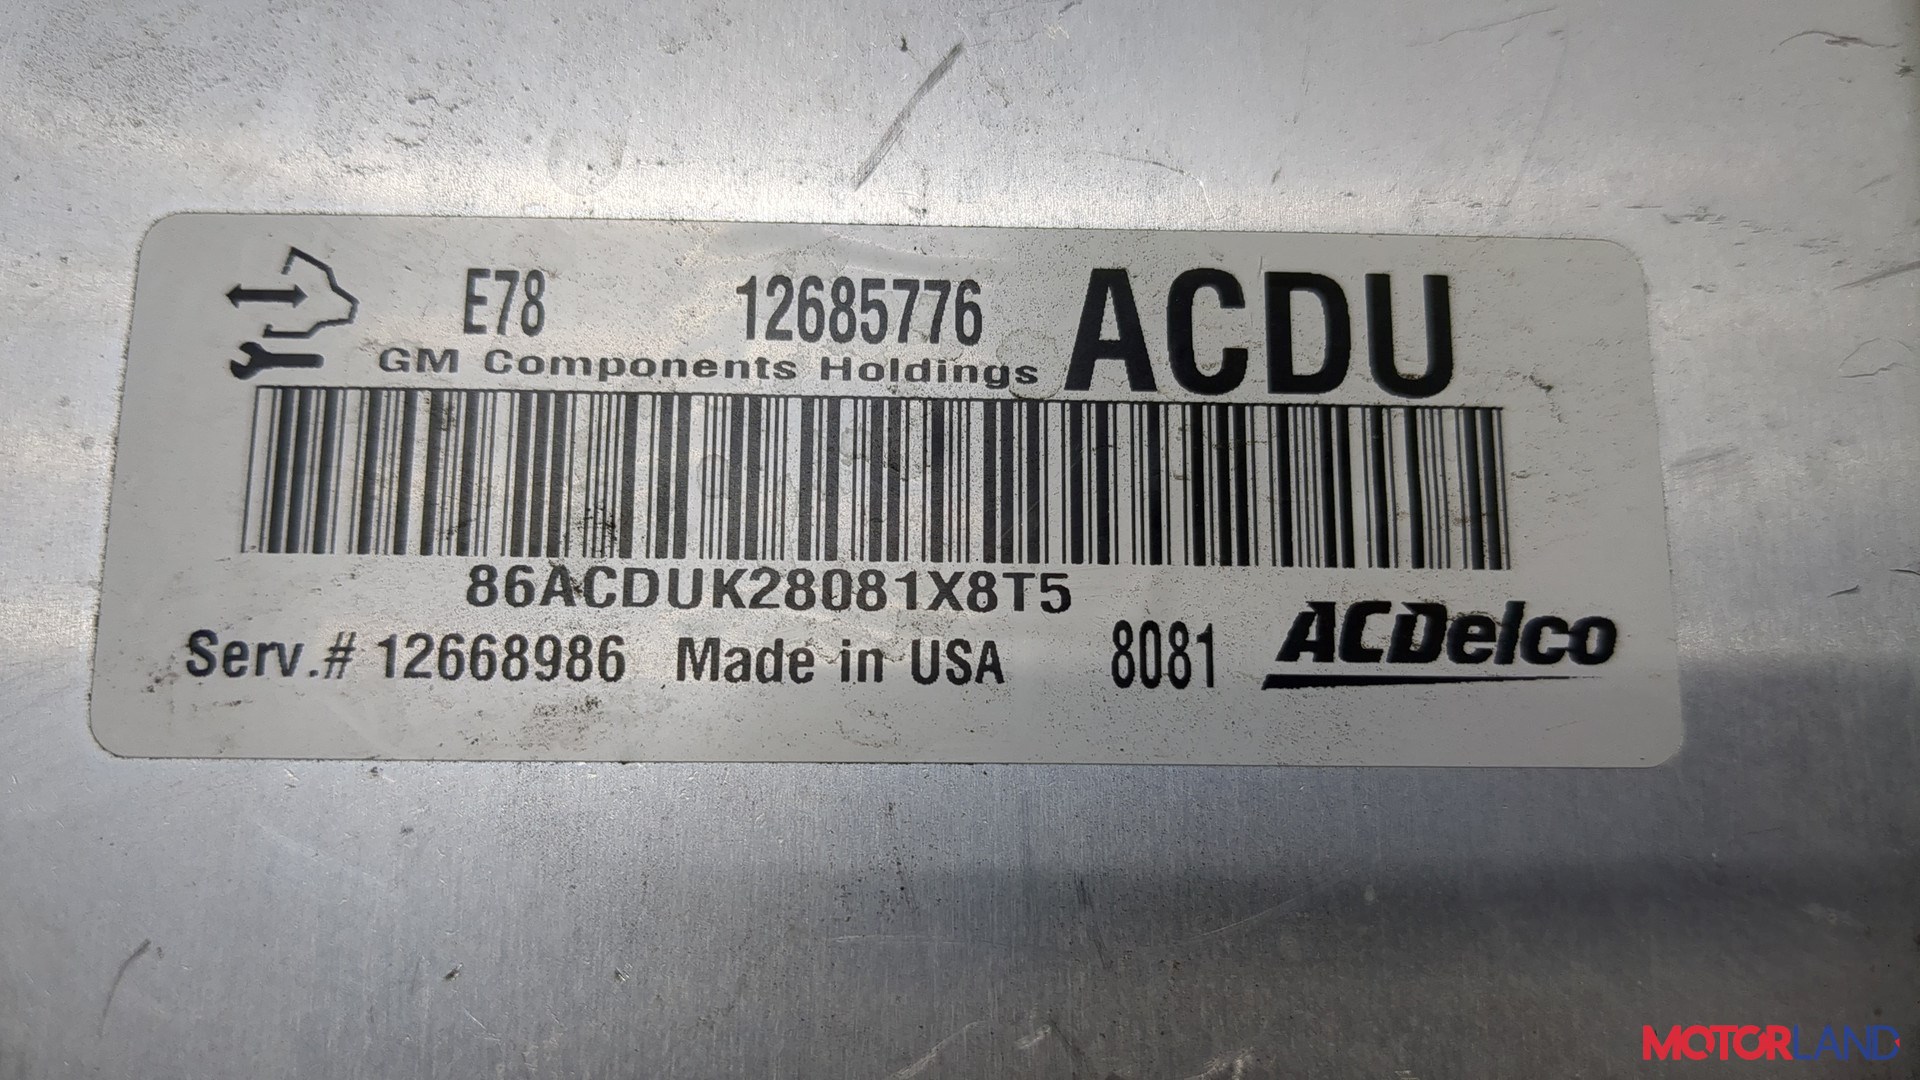 E78 12685776 ACDU
GM Components Holdings
86ACDUK28081X8T5
Serv.# 12668986 Made in USA 8081 ACDelco
MOTORLAND